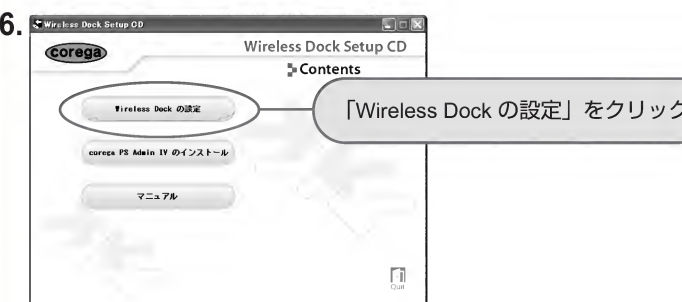 6.
Wireless Dock Setup CD
corega
Wireless Dock Setup CD
Contents
Wireless Dock の設定
「Wireless Dock の設定」をクリック
corega PS Admin IV のインストール
マニュアル
Quit